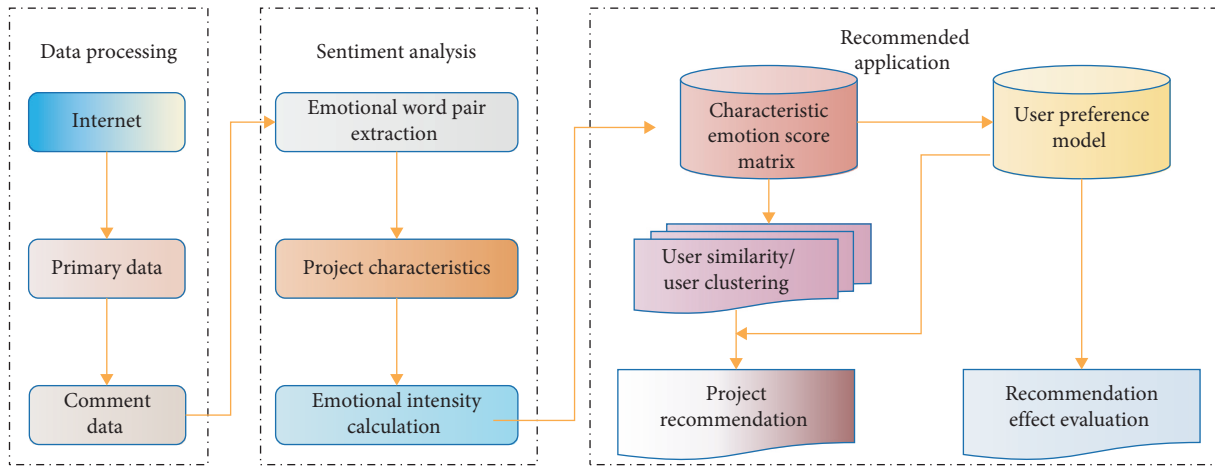 Data processing
Internet
Primary data
Comment
data
Sentiment analysis
Emotional word pair
extraction
Project characteristics
Emotional intensity
calculation
Recommended
application
Characteristic
emotion score
matrix
User preference
model
User similarity/
user clustering
Project
recommendation
Recommendation
effect evaluation